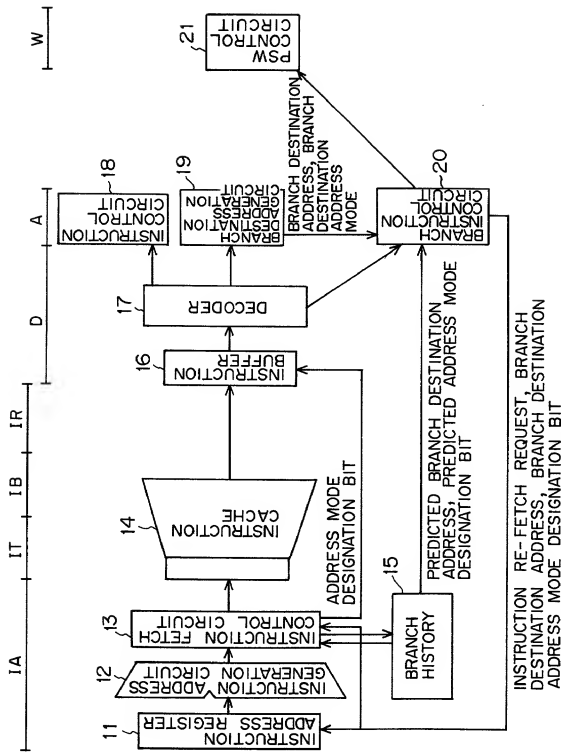 IA
IT
IB
IR
D
A
W
11
INSTRUCTION
ADDRESS REGISTER
12
INSTRUCTION ADDRESS
GENERATION CIRCUIT
13
INSTRUCTION FETCH
CONTROL CIRCUIT
14
INSTRUCTION
CACHE
15
BRANCH
HISTORY
ADDRESS MODE
DESIGNATION BIT
16
INSTRUCTION
BUFFER
17
DECODER
18
INSTRUCTION
CONTROL
CIRCUIT
19
BRANCH
DESTINATION
ADDRESS
GENERATION
CIRCUIT
BRANCH DESTINATION
ADDRESS, BRANCH
DESTINATION
ADDRESS
MODE
20
BRANCH
INSTRUCTION
CONTROL
CIRCUIT
21
PSW
CONTROL
CIRCUIT
PREDICTED BRANCH DESTINATION
ADDRESS, PREDICTED ADDRESS MODE
DESIGNATION BIT
INSTRUCTION RE-FETCH REQUEST, BRANCH
DESTINATION ADDRESS, BRANCH DESTINATION
ADDRESS MODE DESIGNATION BIT